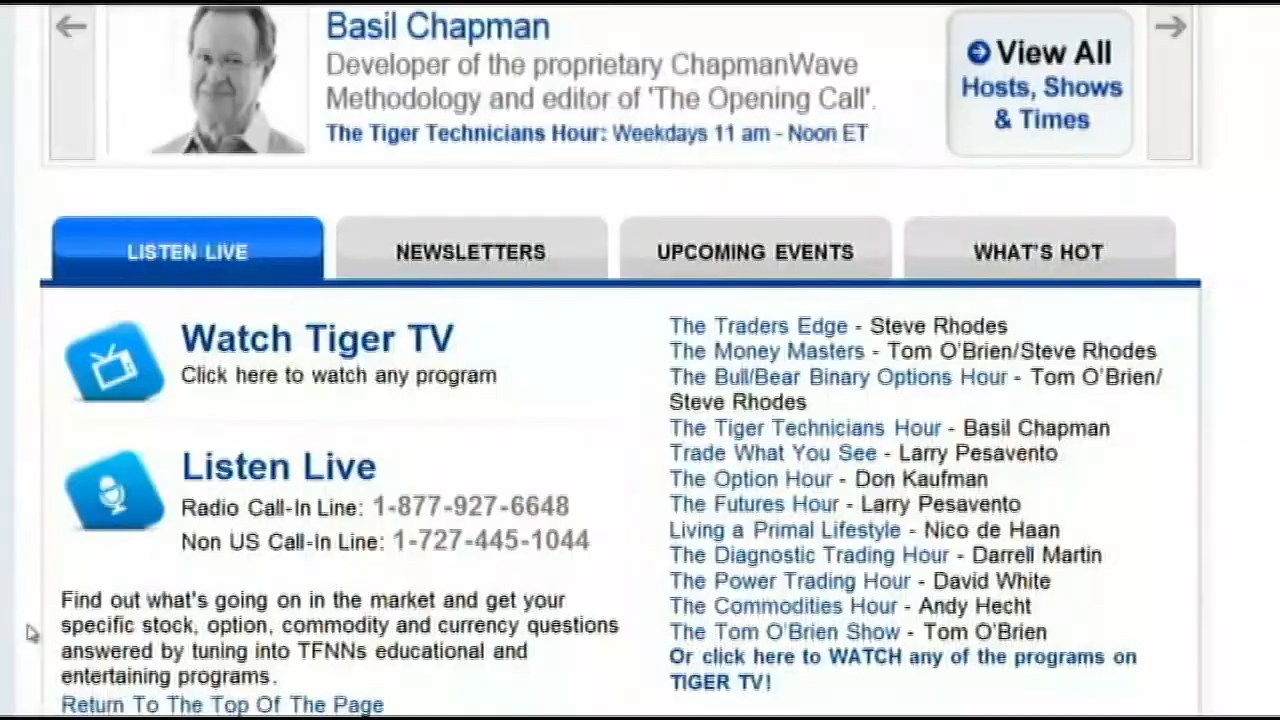 Basil Chapman
Developer of the proprietary ChapmanWave
Methodology and editor of 'The Opening Call'.
The Tiger Technicians Hour: Weekdays 11 am - Noon ET
View All
Hosts, Shows
& Times
LISTEN LIVE
NEWSLETTERS
UPCOMING EVENTS
WHAT'S HOT
Watch Tiger TV
Click here to watch any program
Listen Live
Radio Call-In Line: 1-877-927-6648
Non US Call-In Line: 1-727-445-1044
Find out what's going on in the market and get your
specific stock, option, commodity and currency questions
answered by tuning into TFNNs educational and
entertaining programs.
Return To The Top Of The Page
The Traders Edge - Steve Rhodes
The Money Masters - Tom O'Brien/Steve Rhodes
The Bull/Bear Binary Options Hour - Tom O'Brien/
Steve Rhodes
The Tiger Technicians Hour - Basil Chapman
Trade What You See - Larry Pesavento
The Option Hour - Don Kaufman
The Futures Hour - Larry Pesavento
Living a Primal Lifestyle - Nico de Haan
The Diagnostic Trading Hour - Darrell Martin
The Power Trading Hour - David White
The Commodities Hour - Andy Hecht
The Tom O'Brien Show - Tom O'Brien
Or click here to WATCH any of the programs on
TIGER TV!